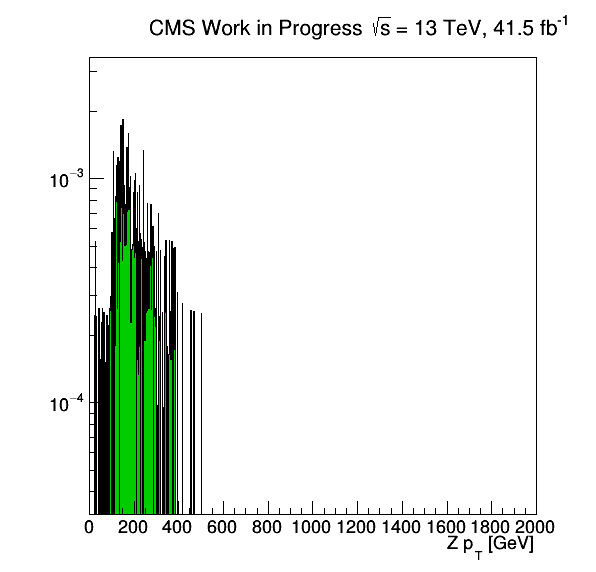 CMS Work in Progress √s = 13 TeV, 41.5 fb⁻¹
10⁻³
10⁻⁴
0 200 400 600 800 1000 1200 1400 1600 1800 2000
Z p_T [GeV]